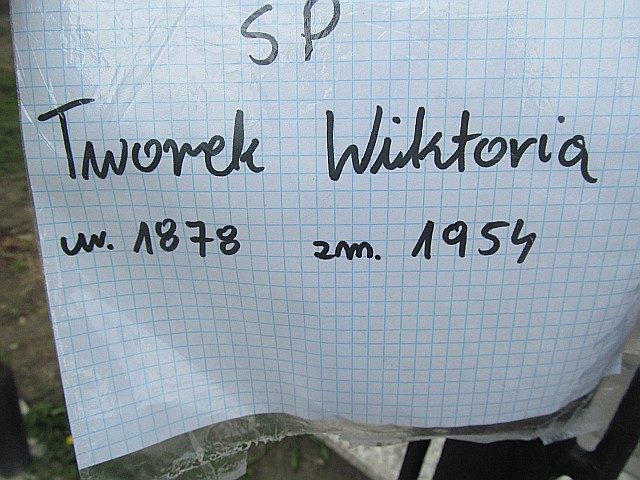 SP
Tworek Wiktoria
ur. 1878 zm. 1954